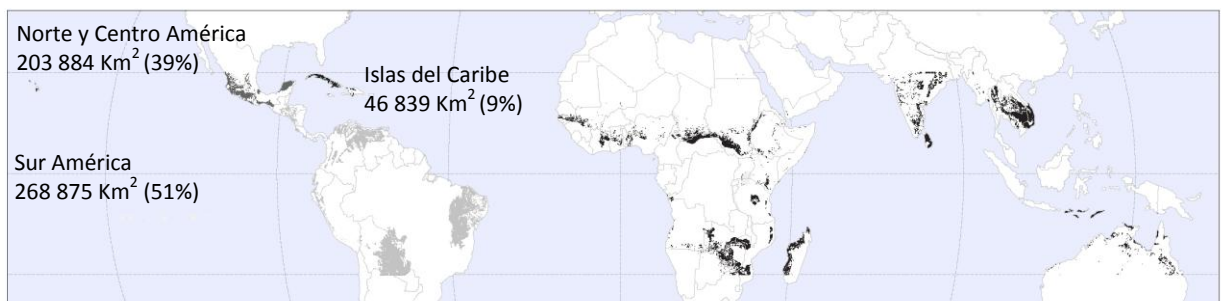 Norte y Centro América
203 884 Km² (39%)
Islas del Caribe
46 839 Km² (9%)
Sur América
268 875 Km² (51%)